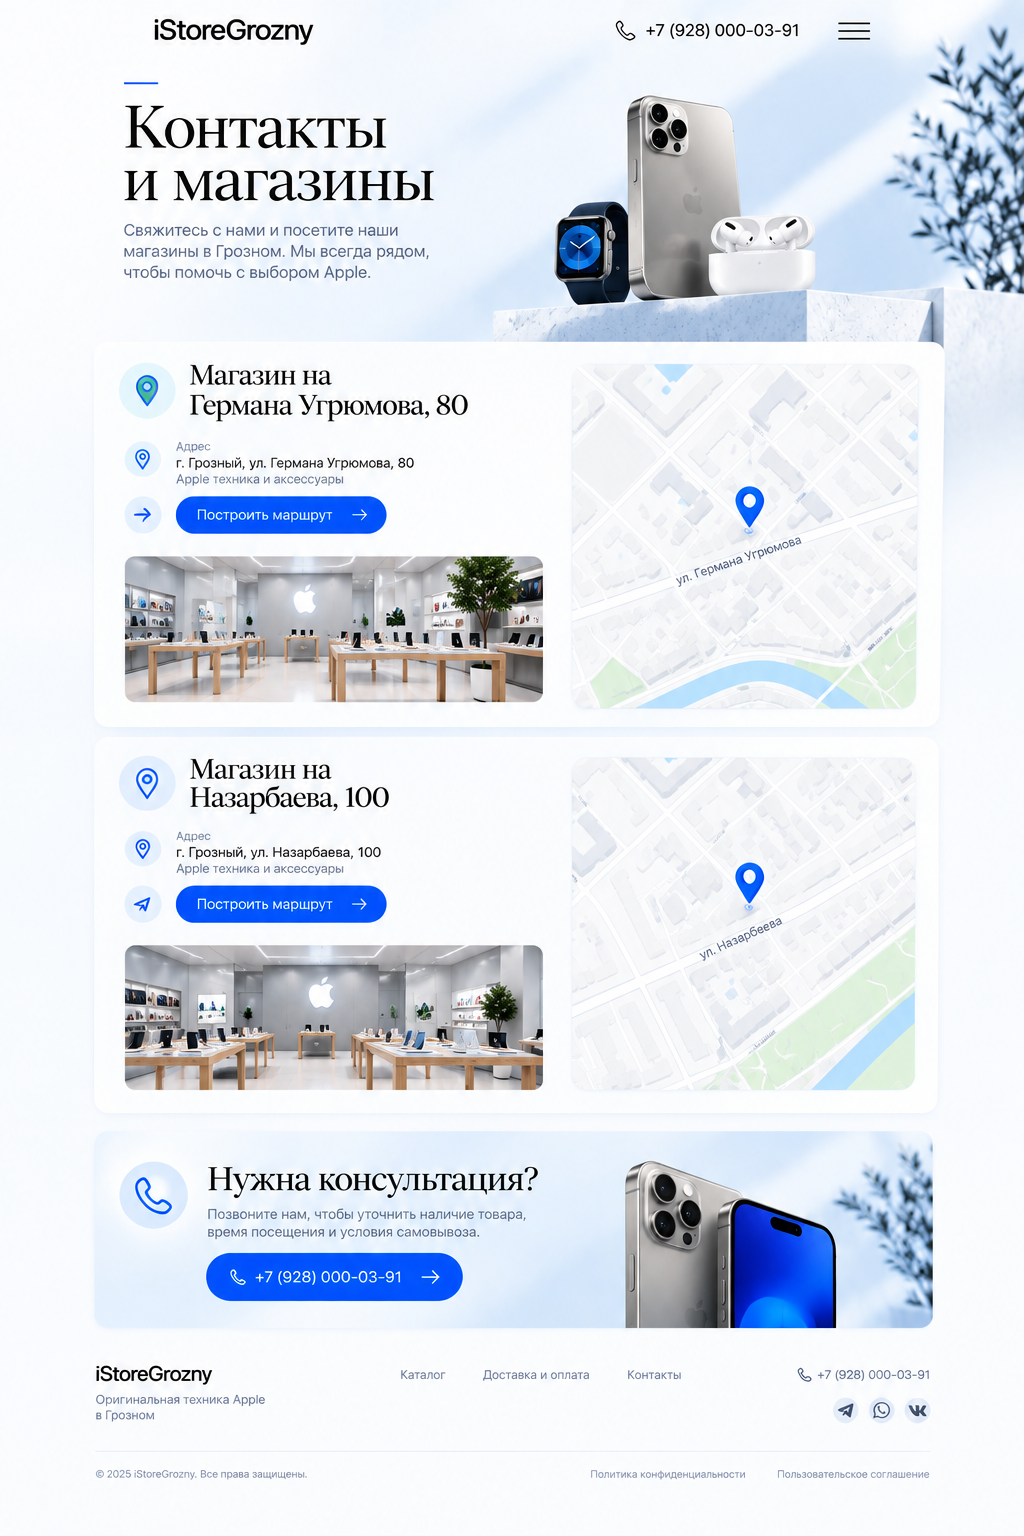 iStoreGrozny
+7 (928) 000-03-91
Контакты
и магазины
Свяжитесь с нами и посетите наши
магазины в Грозном. Мы всегда рядом,
чтобы помочь с выбором Apple.
Магазин на
Германа Угрюмова, 80
Адрес
г. Грозный, ул. Германа Угрюмова, 80
Apple техника и аксессуары
Построить маршрут
ул. Германа Угрюмова
Магазин на
Назарбаева, 100
Адрес
г. Грозный, ул. Назарбаева, 100
Apple техника и аксессуары
Построить маршрут
ул. Назарбеева
Нужна консультация?
Позвоните нам, чтобы уточнить наличие товара,
время посещения и условия самовывоза.
+7 (928) 000-03-91
iStoreGrozny
Оригинальная техника Apple
в Грозном
Каталог
Доставка и оплата
Контакты
+7 (928) 000-03-91
© 2025 iStoreGrozny. Все права защищены.
Политика конфиденциальности
Пользовательское соглашение